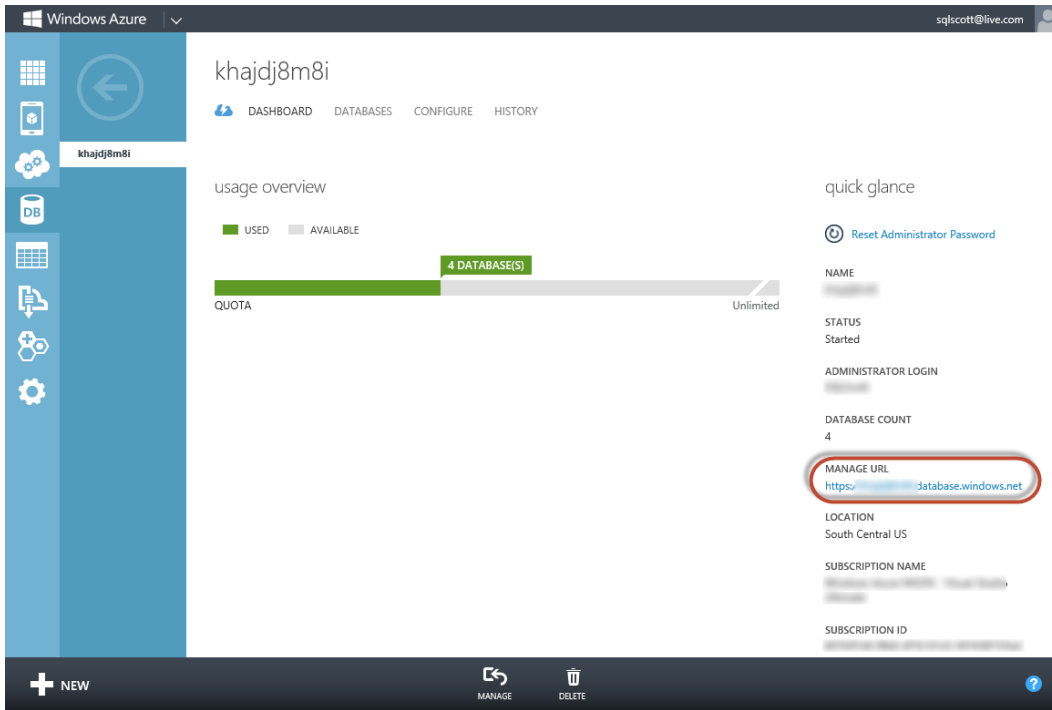 Windows Azure
sqlscott@live.com
khajdj8m8i
khajdj8m8i
DASHBOARD DATABASES CONFIGURE HISTORY
DB
usage overview
USED AVAILABLE
4 DATABASE(S)
QUOTA Unlimited
quick glance
Reset Administrator Password
NAME
STATUS
Started
ADMINISTRATOR LOGIN
DATABASE COUNT
4
MANAGE URL
https:/ database.windows.net
LOCATION
South Central US
SUBSCRIPTION NAME
SUBSCRIPTION ID
NEW
MANAGE
DELETE
?